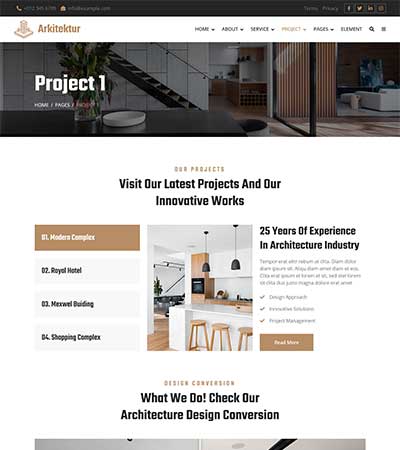 +012 345 6789 info@example.com Terms Privacy
Arkitektur HOME ABOUT SERVICE PROJECT PAGES ELEMENT
Project 1
HOME / PAGES / PROJECT 1
OUR PROJECTS
Visit Our Latest Projects And Our
Innovative Works
01. Modern Complex
02. Royal Hotel
03. Mexwel Buiding
04. Shopping Complex
25 Years Of Experience
In Architecture Industry
Tempor erat elitr rebum at clita. Diam dolor
diam ipsum sit. Aliqu diam amet diam et eos.
Clita erat ipsum et lorem et sit, sed stet lorem sit
clita duo justo magna dolore erat amet
Design Approach
Innovative Solutions
Project Management
Read More
DESIGN CONVERSION
What We Do! Check Our
Architecture Design Conversion